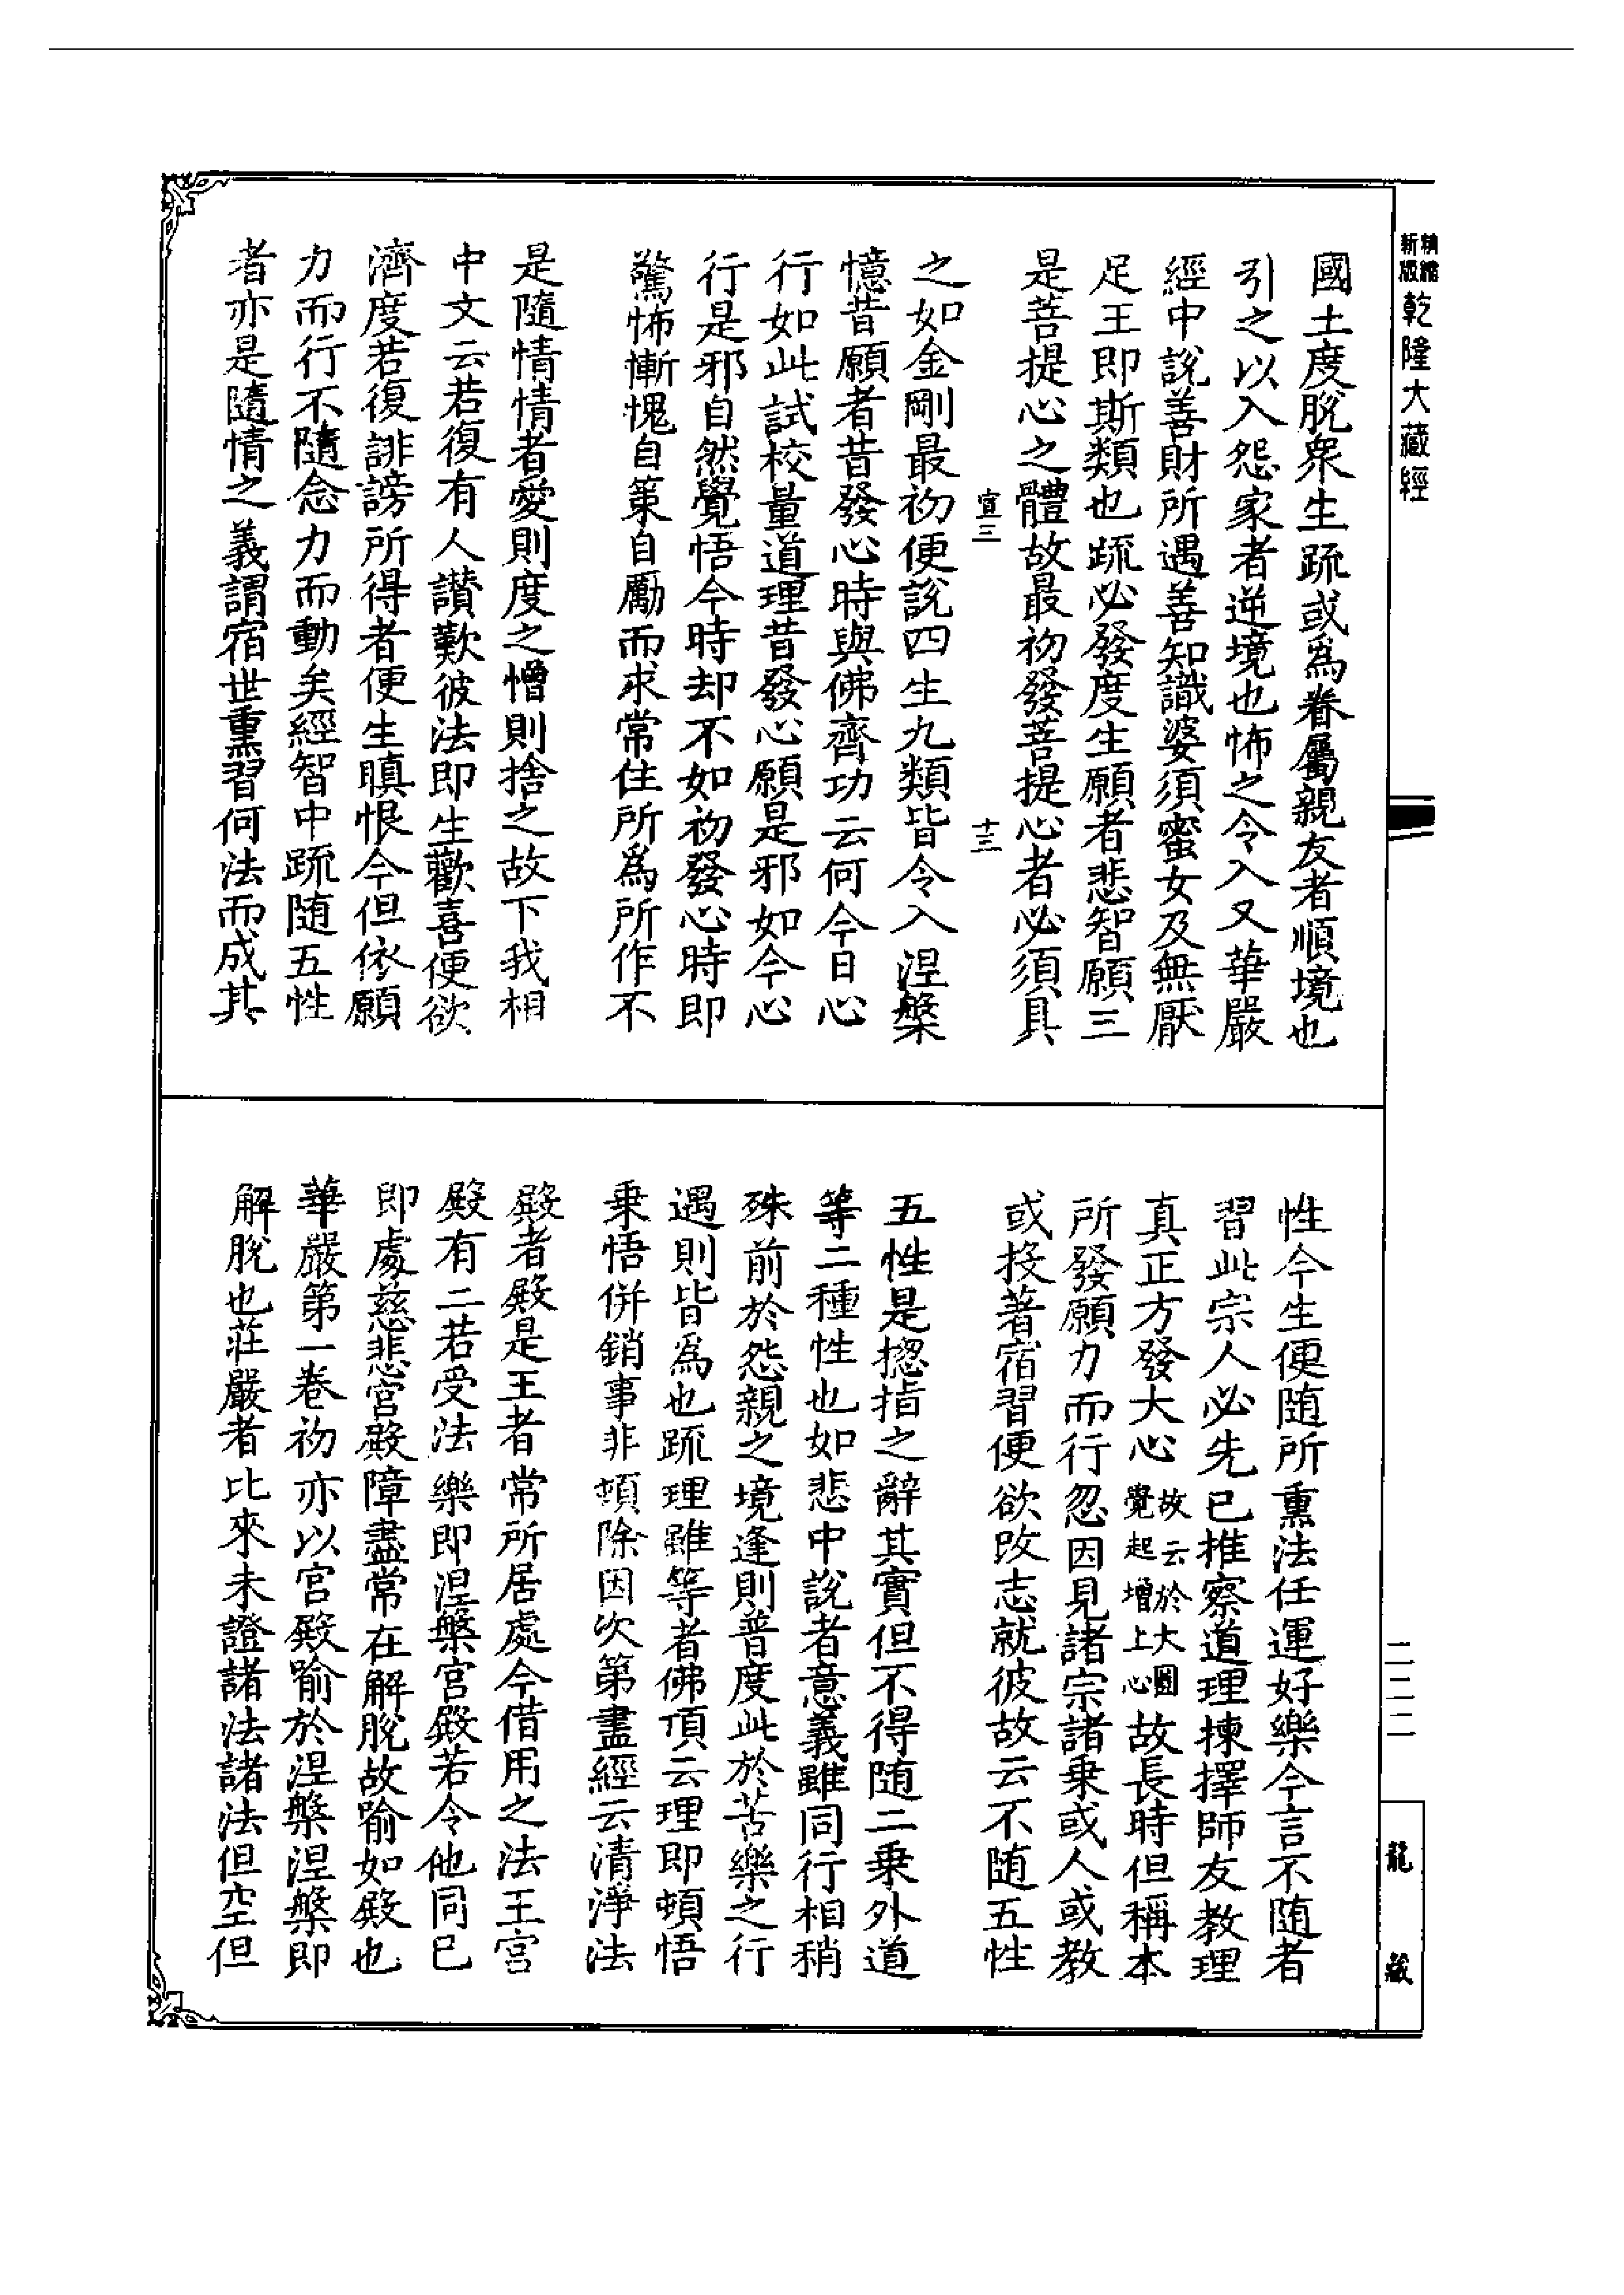 精縮新版乾隆大藏經
國土度脫衆生疏或爲眷屬親友者順境也
引之以入怨家者逆境也怖之令入又華嚴
經中說善財所遇善知識婆須蜜女及無厭
足王即斯類也疏必發度生願者悲智願三
是菩提心之體故最初發菩提心者必須具
宣三 十三
之如金剛最初便說四生九類皆令入涅槃
憶昔願者昔發心時與佛齊功云何今日心
行如此試校量道理昔發心願是邪如今心
行是邪自然覺悟今時却不如初發心時即
驚怖慚愧自策自勵而求常住所爲所作不
是隨情情者愛則度之憎則捨之故下我相
中文云若復有人讚歎彼法即生歡喜便欲
濟度若復誹謗所得者便生瞋恨今但依願
力而行不隨念力而動矣經智中疏随五性
者亦是隨情之義謂宿世熏習何法而成其
性今生便随所熏法任運好樂今言不随者
習此宗人必先已推察道理揀擇師友教理
真正方發大心故云於大圓覺起增上心故長時但稱本
所發願力而行忽因見諸宗諸乘或人或教
或投著宿習便欲改志就彼故云不随五性
五性是揔指之辭其實但不得随二乘外道
等二種性也如悲中說者意義雖同行相稍
殊前於怨親之境逢則普度此於苦樂之行
遇則皆爲也疏理雖等者佛頂云理即頓悟
乘悟併銷事非頓除因次第盡經云清淨法
殿者殿是王者常所居處今借用之法王宮
殿有二若受法樂即涅槃宮殿若令他同已
即處慈悲宮殿障盡常在解脫故喻如殿也
華嚴第一卷初亦以宮殿喻於涅槃涅槃即
解脫也莊嚴者比來未證諸法諸法但空但
二二二
龍藏